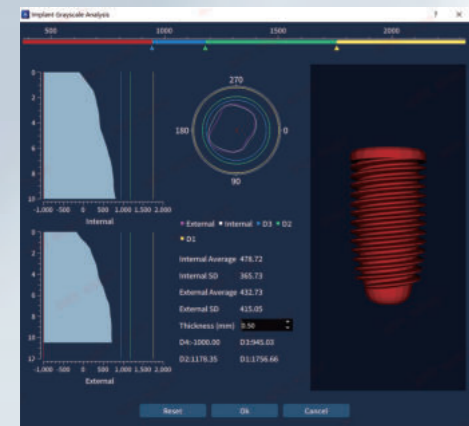 Implant Grayscale Analysis
500 1000 1500 2000
0
2
4
6
8
10
-1,000 -500 0 500 1,000 1,500 2,000
Internal
270
180 0
90
External Internal D3 D2
D1
0
2
4
6
8
10
12
-1,000 -500 0 500 1,000 1,500 2,000
External
Internal Average 478.72
Internal SD 365.73
External Average 432.73
External SD 415.05
Thickness (mm) 0.50
D4:-1000.00 D3:945.03
D2:1178.35 D1:1756.66
Reset Ok Cancel